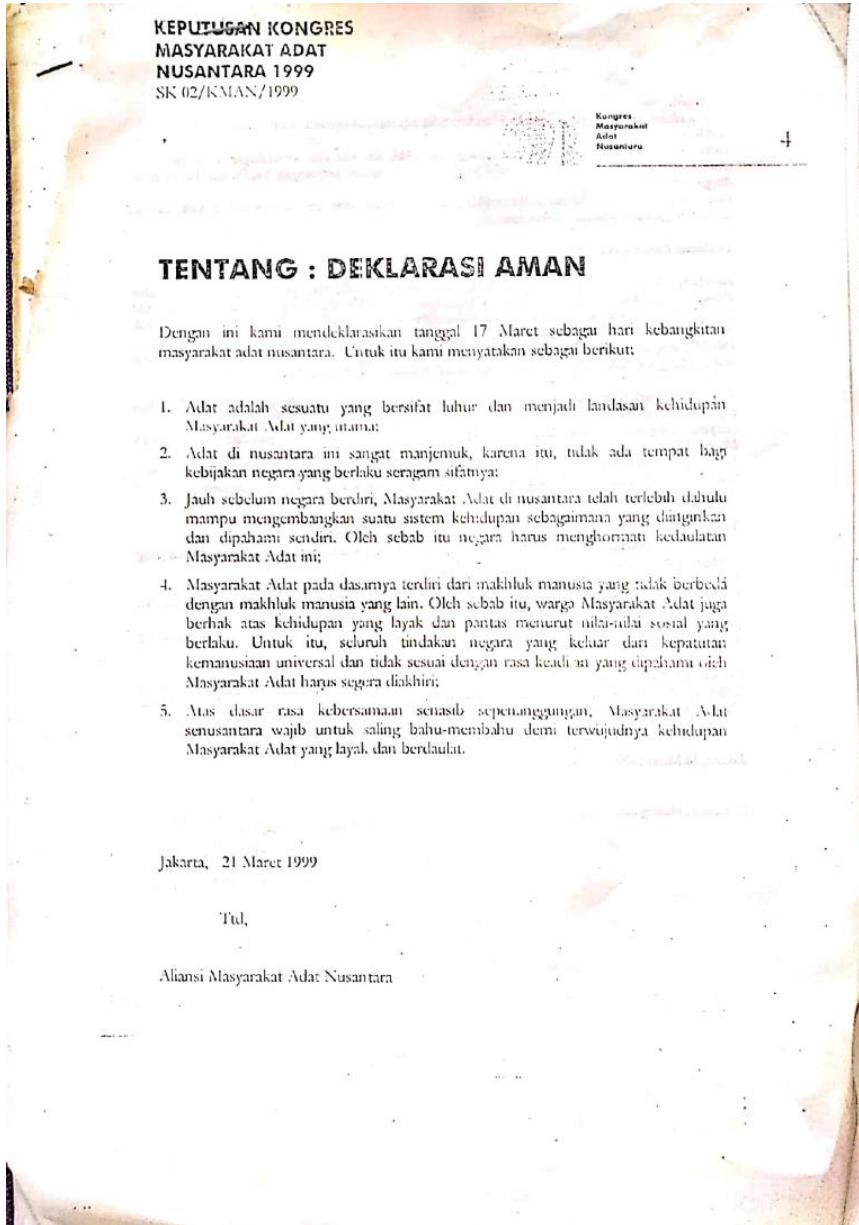 KEPUTUSAN KONGRES
MASYARAKAT ADAT
NUSANTARA 1999
SK 02/KMAN/1999
Kongres
Masyarakat
Adat
Nusantara
4
TENTANG : DEKLARASI AMAN
Dengan ini kami mendeklarasikan tanggal 17 Maret sebagai hari kebangkitan
masyarakat adat nusantara. Untuk itu kami menyatakan sebagai berikut;
1. Adat adalah sesuatu yang bersifat luhur dan menjadi landasan kehidupan
Masyarakat Adat yang utama;
2. Adat di nusantara ini sangat manjemuk, karena itu, tidak ada tempat bagi
kebijakan negara yang berlaku seragam sifatnya;
3. Jauh sebelum negara berdiri, Masyarakat Adat di nusantara telah terlebih dahulu
mampu mengembangkan suatu sistem kehidupan sebagaimana yang diinginkan
dan dipahami sendiri. Oleh sebab itu negara harus menghormati kedaulatan
Masyarakat Adat ini;
4. Masyarakat Adat pada dasarnya terdiri dari makhluk manusia yang tidak berbeda
dengan makhluk manusia yang lain. Oleh sebab itu, warga Masyarakat Adat juga
berhak atas kehidupan yang layak dan pantas menurut nilai-nilai sosial yang
berlaku. Untuk itu, seluruh tindakan negara yang keluar dari kepatutan
kemanusiaan universal dan tidak sesuai dengan rasa keadilan yang dipahami oleh
Masyarakat Adat harus segera diakhiri;
5. Atas dasar rasa kebersamaan senasib sepenanggungan, Masyarakat Adat
senusantara wajib untuk saling bahu-membahu demi terwujudnya kehidupan
Masyarakat Adat yang layak dan berdaulat.
Jakarta, 21 Maret 1999
Ttd,
Aliansi Masyarakat Adat Nusantara